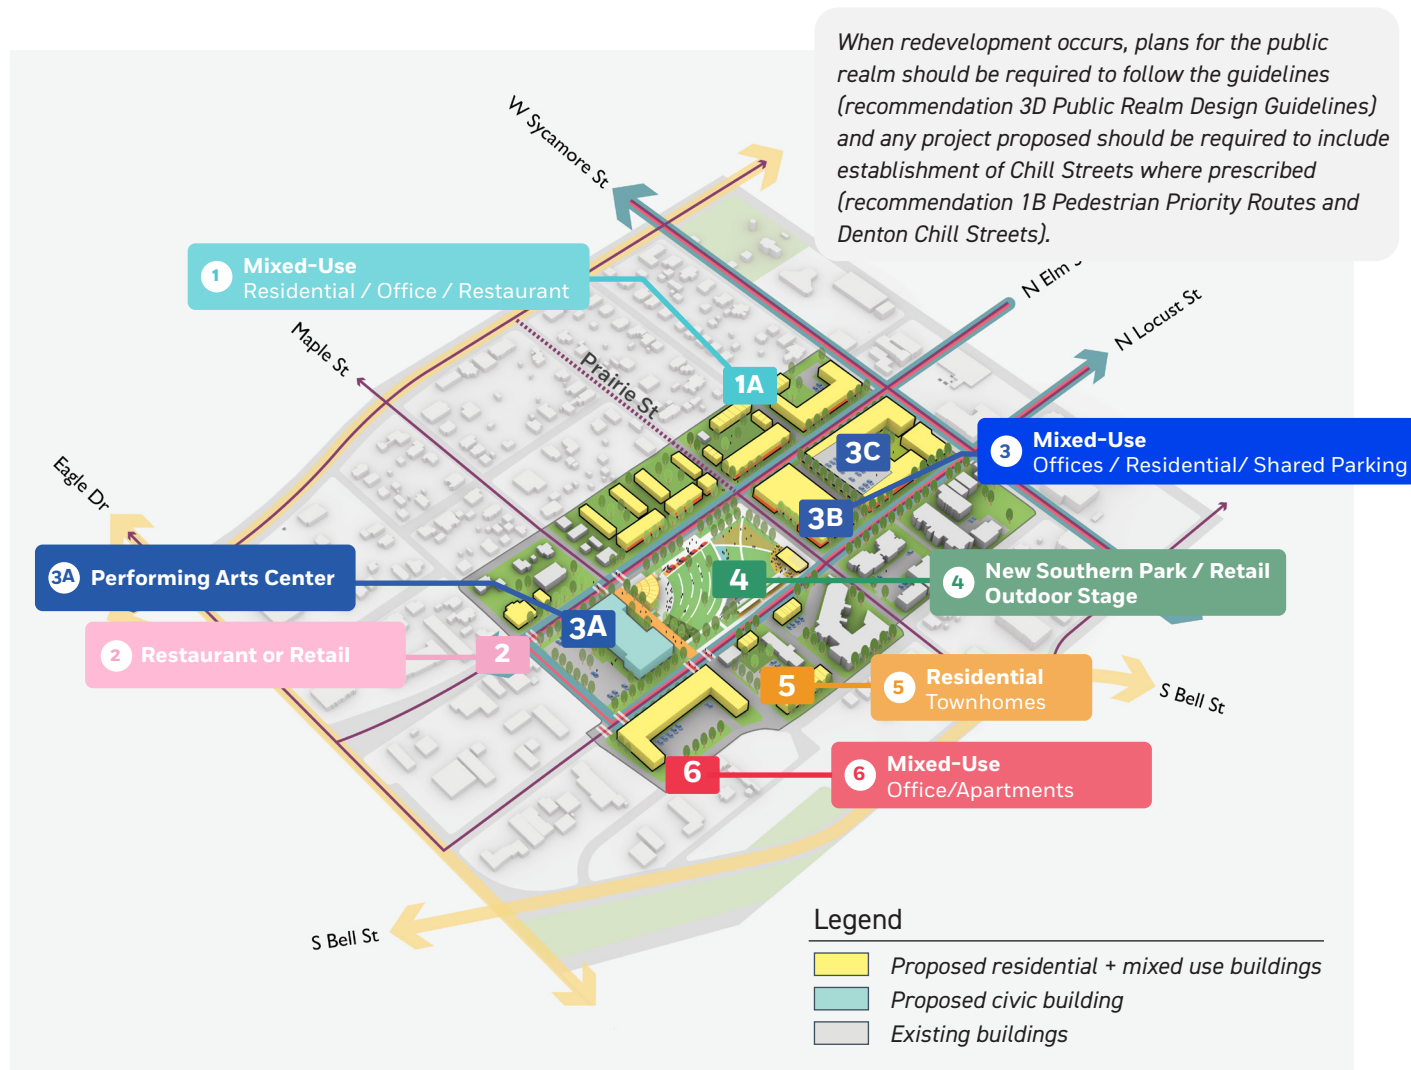 When redevelopment occurs, plans for the public
realm should be required to follow the guidelines
(recommendation 3D Public Realm Design Guidelines)
and any project proposed should be required to include
establishment of Chill Streets where prescribed
(recommendation 1B Pedestrian Priority Routes and
Denton Chill Streets).
W Sycamore St
N Elm
N Locust St
1
Mixed-Use
Residential / Office / Restaurant
Maple St
Prairie St
1A
3C
3
Mixed-Use
Offices / Residential/ Shared Parking
Eagle Dr
3B
3A Performing Arts Center
4
4
New Southern Park / Retail
Outdoor Stage
3A
2 Restaurant or Retail
2
5
5
Residential
Townhomes
S Bell St
6
6
Mixed-Use
Office/Apartments
S Bell St
Legend
Proposed residential + mixed use buildings
Proposed civic building
Existing buildings